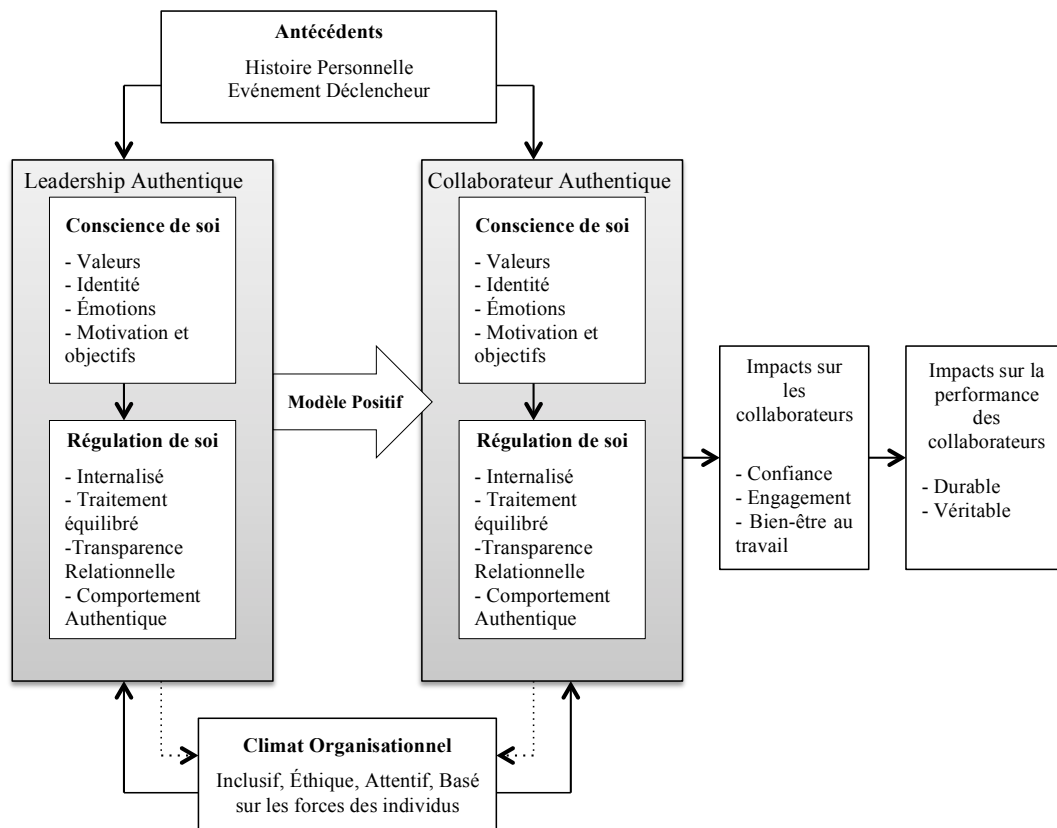 Antécédents
Histoire Personnelle
Evénement Déclencheur
Leadership Authentique
Conscience de soi
- Valeurs
- Identité
- Émotions
- Motivation et
objectifs
Régulation de soi
- Internalisé
- Traitement
équilibré
-Transparence
Relationnelle
- Comportement
Authentique
Modèle Positif
Collaborateur Authentique
Conscience de soi
- Valeurs
- Identité
- Émotions
- Motivation et
objectifs
Régulation de soi
- Internalisé
- Traitement
équilibré
-Transparence
Relationnelle
- Comportement
Authentique
Impacts sur
les
collaborateurs
- Confiance
- Engagement
- Bien-être au
travail
Impacts sur la
performance
des
collaborateurs
- Durable
- Véritable
Climat Organisationnel
Inclusif, Éthique, Attentif, Basé
sur les forces des individus